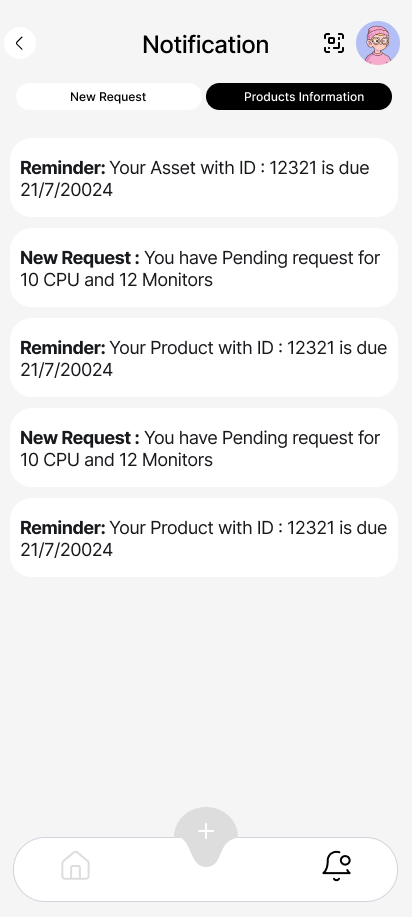 Notification
New Request
Products Information
Reminder: Your Asset with ID : 12321 is due
21/7/20024
New Request : You have Pending request for
10 CPU and 12 Monitors
Reminder: Your Product with ID : 12321 is due
21/7/20024
New Request : You have Pending request for
10 CPU and 12 Monitors
Reminder: Your Product with ID : 12321 is due
21/7/20024